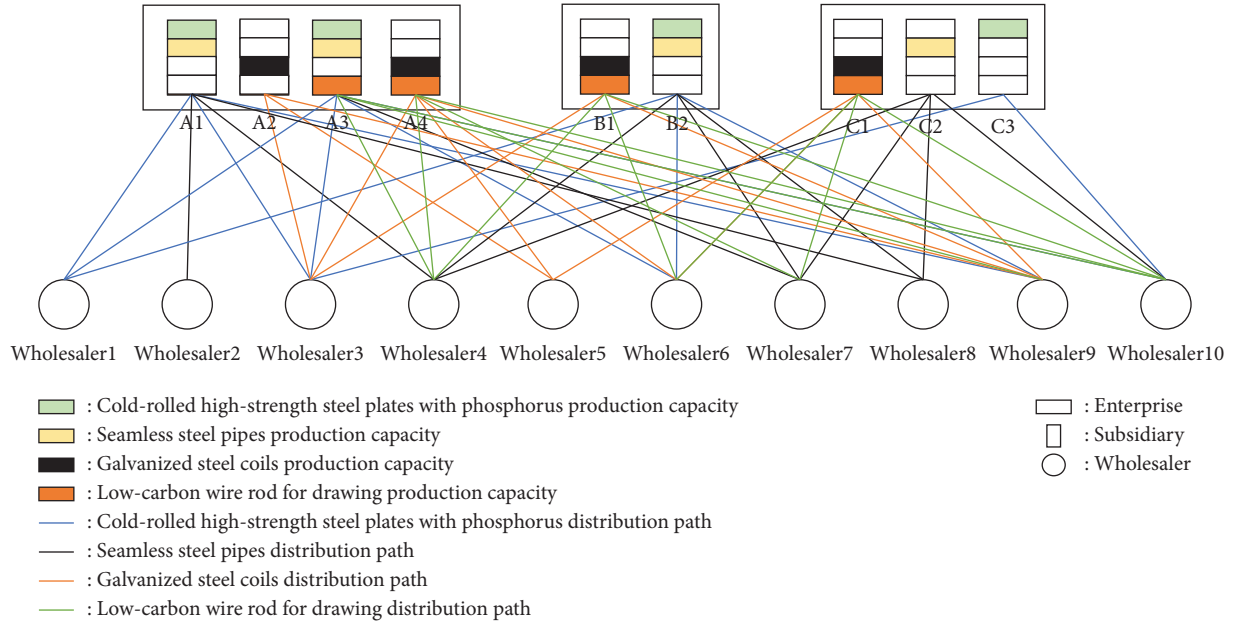 A1 A2 A3 A4 B1 B2 C1 C2 C3
Wholesaler1 Wholesaler2 Wholesaler3 Wholesaler4 Wholesaler5 Wholesaler6 Wholesaler7 Wholesaler8 Wholesaler9 Wholesaler10
: Cold-rolled high-strength steel plates with phosphorus production capacity
: Seamless steel pipes production capacity
: Galvanized steel coils production capacity
: Low-carbon wire rod for drawing production capacity
: Cold-rolled high-strength steel plates with phosphorus distribution path
: Seamless steel pipes distribution path
: Galvanized steel coils distribution path
: Low-carbon wire rod for drawing distribution path
: Enterprise
: Subsidiary
: Wholesaler